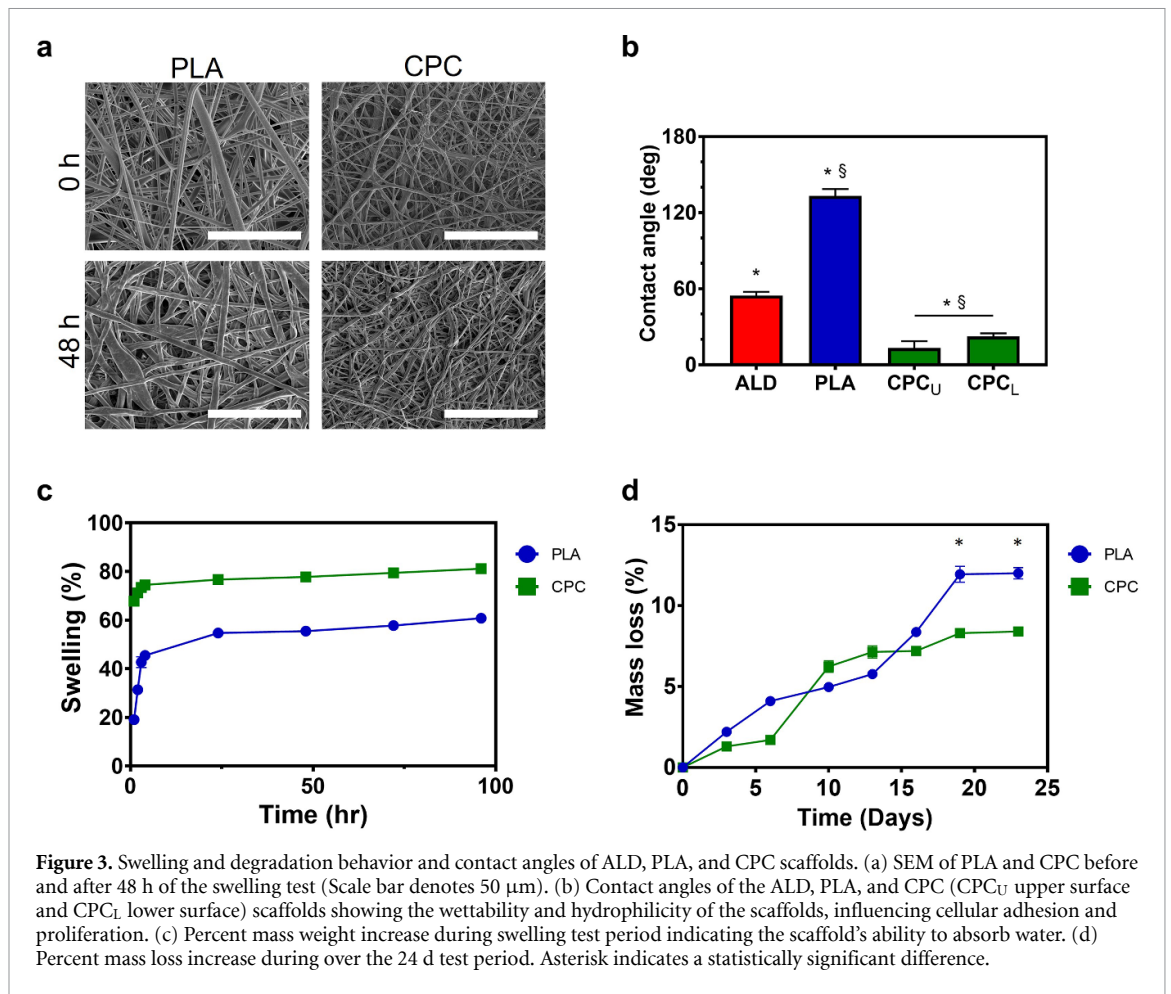 a
PLA
CPC
0 h
48 h
b
Contact angle (deg)
180
120
60
0
*
* §
* §
ALD
PLA
CPCU
CPCL
c
Swelling (%)
100
80
60
40
20
0
0
50
100
Time (hr)
PLA
CPC
d
Mass loss (%)
15
10
5
0
*
*
0
5
10
15
20
25
Time (Days)
PLA
CPC
Figure 3. Swelling and degradation behavior and contact angles of ALD, PLA, and CPC scaffolds. (a) SEM of PLA and CPC before
and after 48 h of the swelling test (Scale bar denotes 50 μm). (b) Contact angles of the ALD, PLA, and CPC (CPCU upper surface
and CPCL lower surface) scaffolds showing the wettability and hydrophilicity of the scaffolds, influencing cellular adhesion and
proliferation. (c) Percent mass weight increase during swelling test period indicating the scaffold's ability to absorb water. (d)
Percent mass loss increase during over the 24 d test period. Asterisk indicates a statistically significant difference.